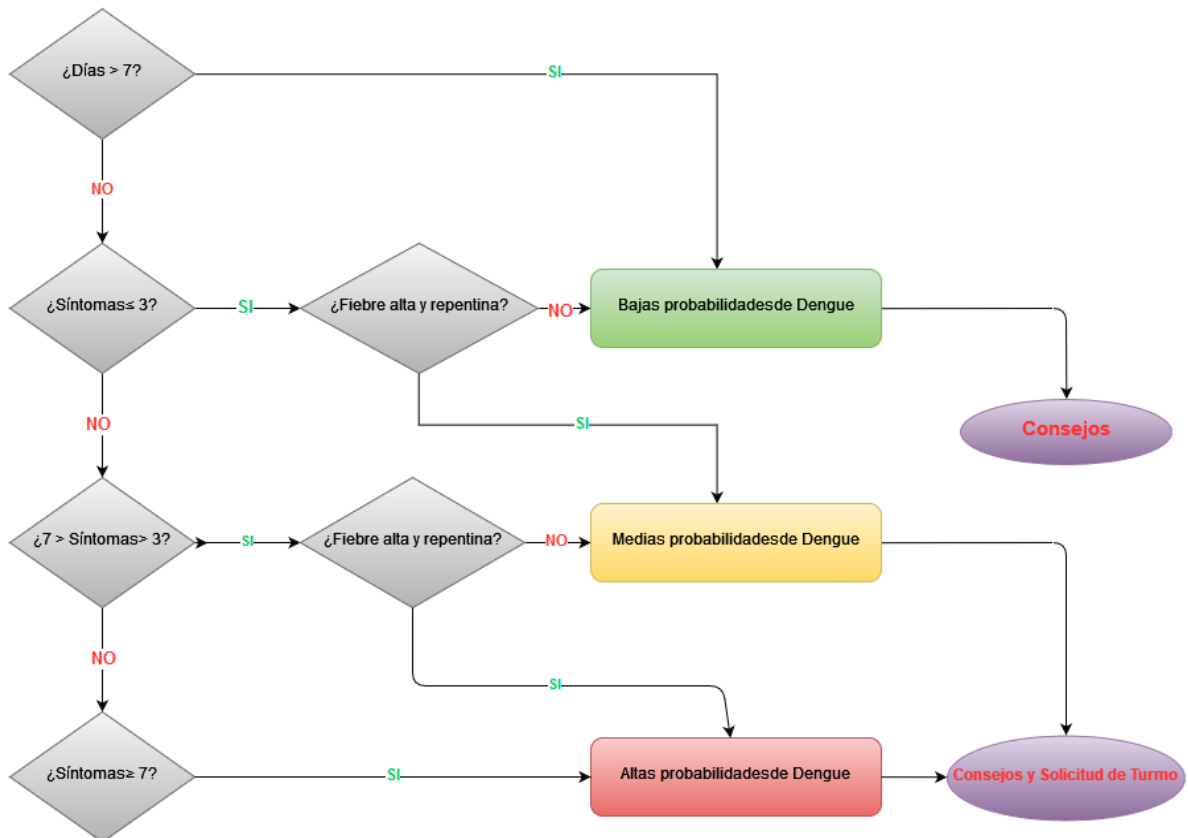 ¿Días > 7?
SI
NO
¿Síntomas≤ 3?
SI
¿Fiebre alta y repentina?
NO
Bajas probabilidadesde Dengue
Consejos
NO
SI
¿7 > Síntomas> 3?
SI
¿Fiebre alta y repentina?
NO
Medias probabilidadesde Dengue
NO
SI
¿Síntomas≥ 7?
SI
Altas probabilidadesde Dengue
Consejos y Solicitud de Turmo